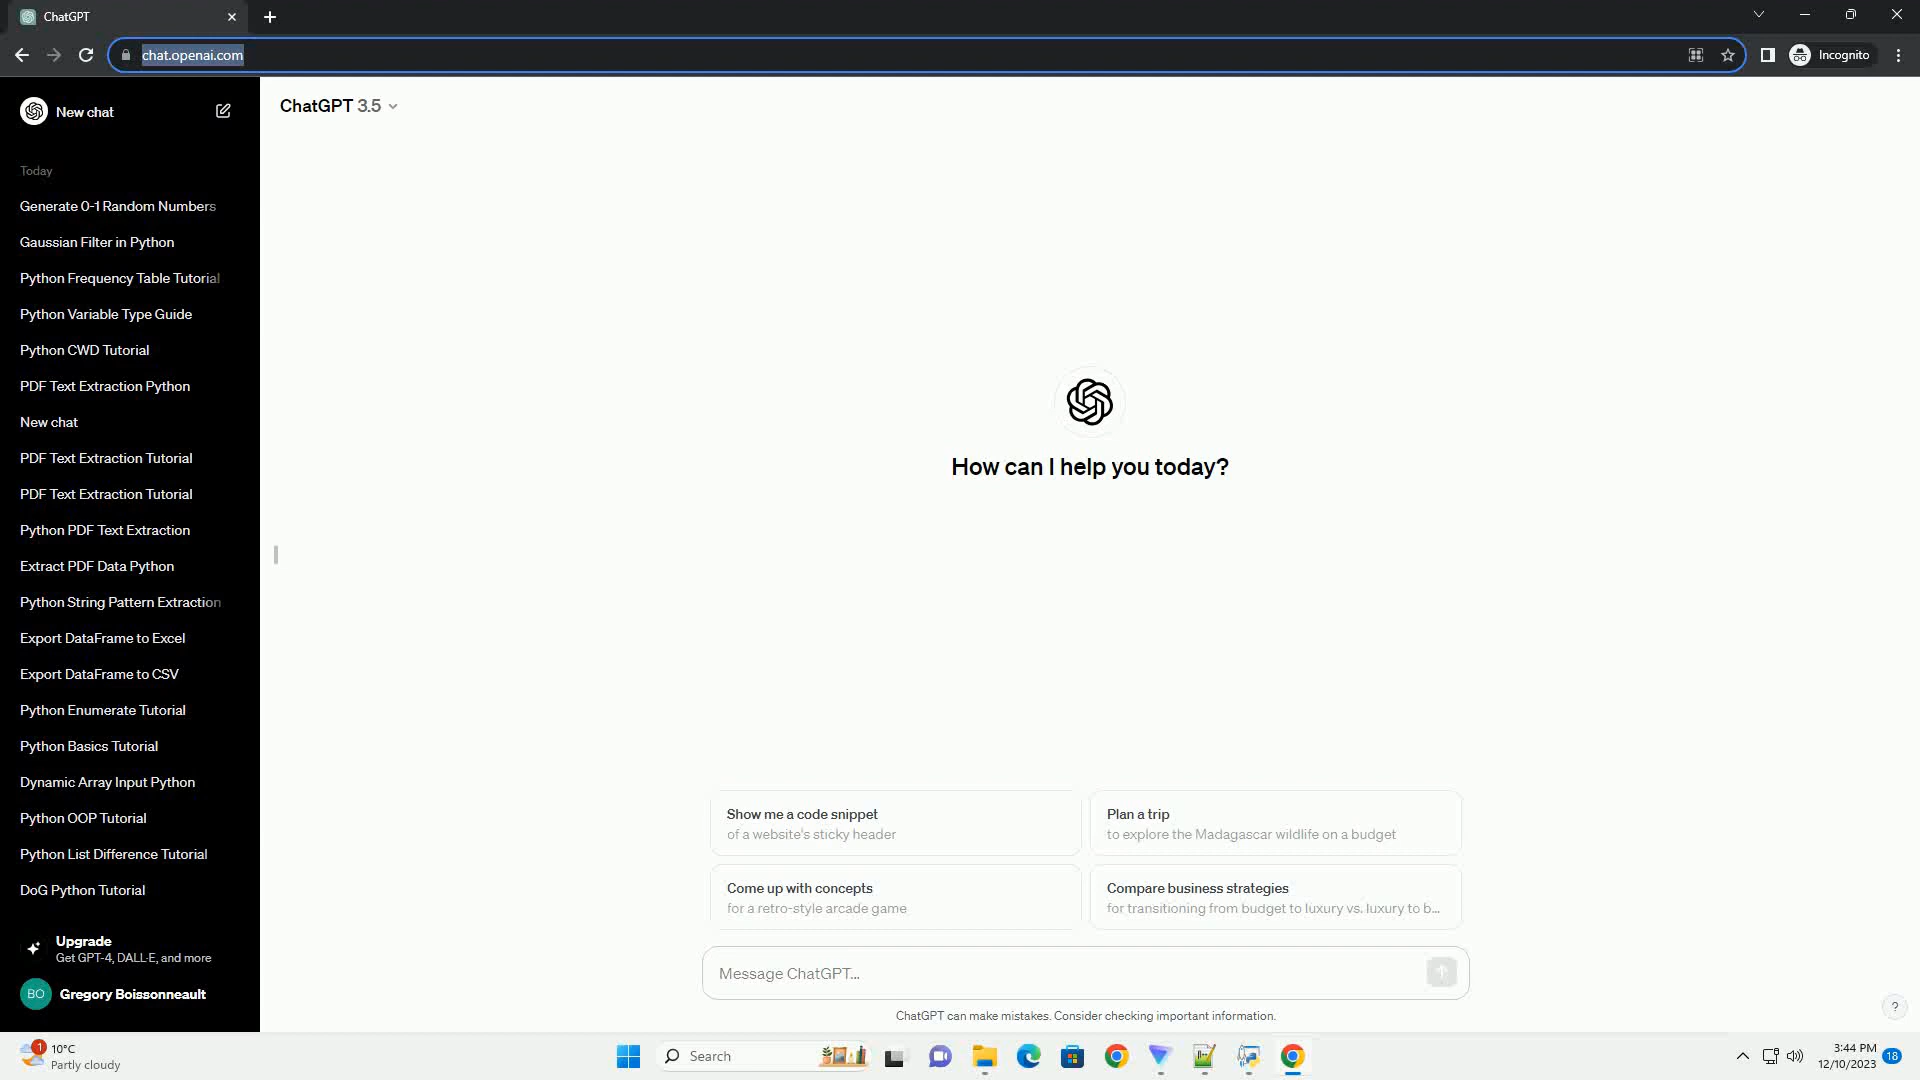 ChatGPT
chat.openai.com
Incognito
New chat
Today
Generate 0-1 Random Numbers
Gaussian Filter in Python
Python Frequency Table Tutorial
Python Variable Type Guide
Python CWD Tutorial
PDF Text Extraction Python
New chat
PDF Text Extraction Tutorial
PDF Text Extraction Tutorial
Python PDF Text Extraction
Extract PDF Data Python
Python String Pattern Extraction
Export DataFrame to Excel
Export DataFrame to CSV
Python Enumerate Tutorial
Python Basics Tutorial
Dynamic Array Input Python
Python OOP Tutorial
Python List Difference Tutorial
DoG Python Tutorial
Upgrade
Get GPT-4, DALL·E, and more
BO Gregory Boissonneault
ChatGPT 3.5
How can I help you today?
Show me a code snippet
of a website's sticky header
Plan a trip
to explore the Madagascar wildlife on a budget
Come up with concepts
for a retro-style arcade game
Compare business strategies
for transitioning from budget to luxury vs. luxury to b...
Message ChatGPT...
ChatGPT can make mistakes. Consider checking important information.
?
1
10°C
Partly cloudy
Search
3:44 PM
12/10/2023
18